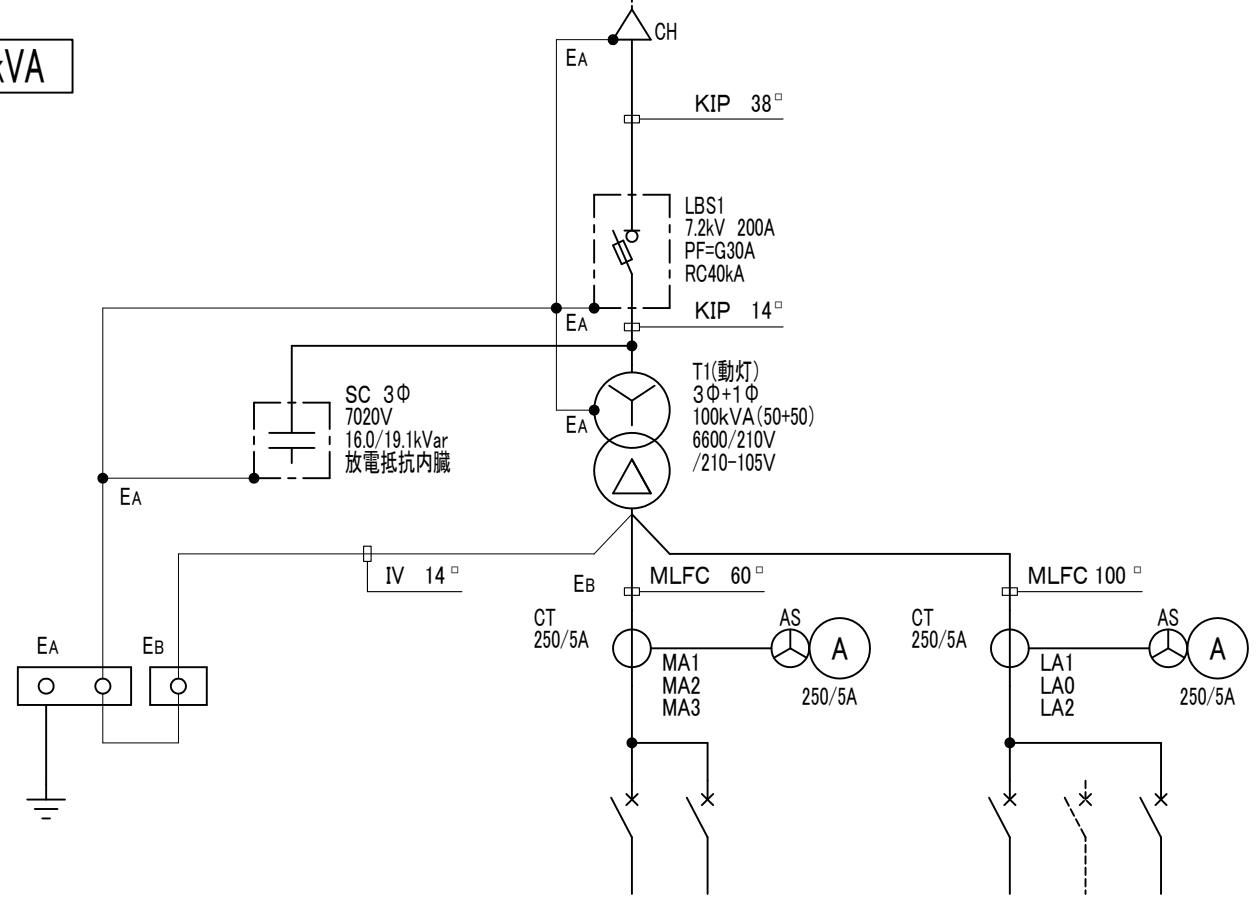 kVA
CH
EA
KIP 38□
LBS1
7.2kV 200A
PF=G30A
RC40kA
EA
KIP 14□
T1(動灯)
3Φ+1Φ
100kVA(50+50)
6600/210V
/210-105V
EA
SC 3Φ
7020V
16.0/19.1kVar
放電抵抗内臓
EA
IV 14□
EB
MLFC 60□
MLFC 100□
CT
250/5A
AS
A
250/5A
MA1
MA2
MA3
CT
250/5A
AS
A
250/5A
LA1
LA0
LA2
EA
EB